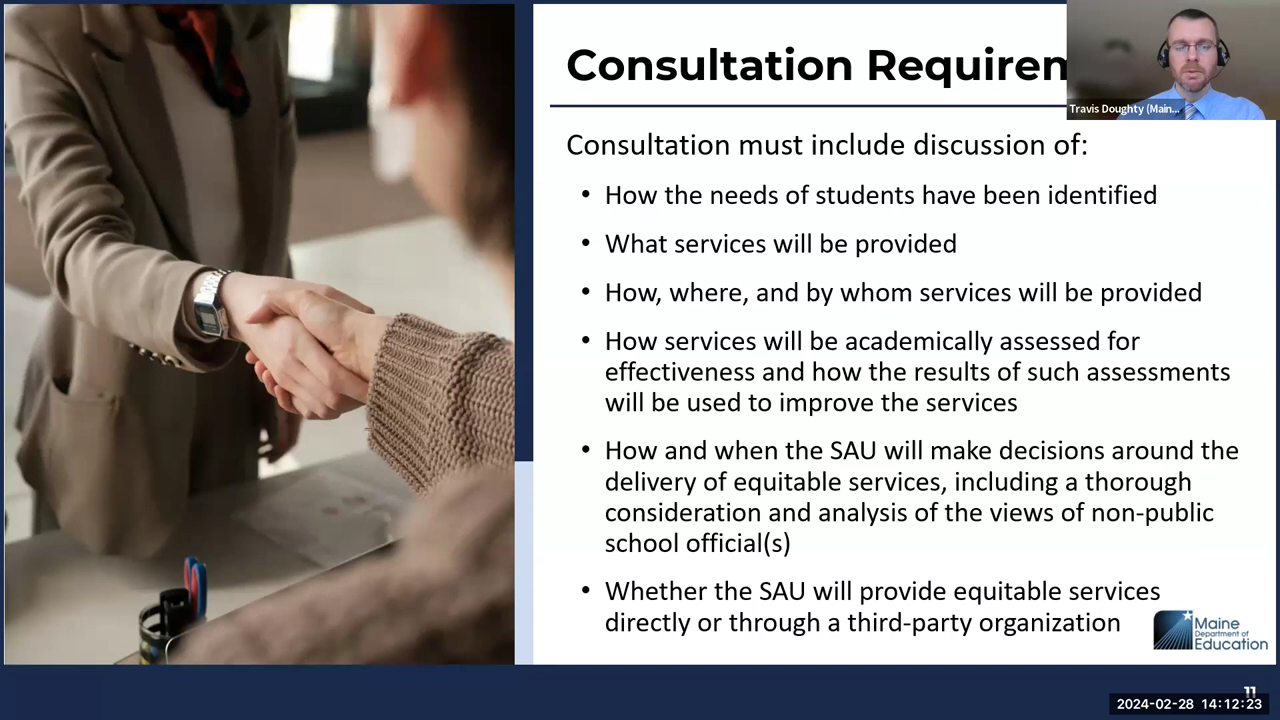 Consultation Requirem
Travis Doughty (Main...
Consultation must include discussion of:
• How the needs of students have been identified
• What services will be provided
• How, where, and by whom services will be provided
• How services will be academically assessed for
effectiveness and how the results of such assessments
will be used to improve the services
• How and when the SAU will make decisions around the
delivery of equitable services, including a thorough
consideration and analysis of the views of non-public
school official(s)
• Whether the SAU will provide equitable services
directly or through a third-party organization
Maine
Department of
Education
11
2024-02-28 14:12:23